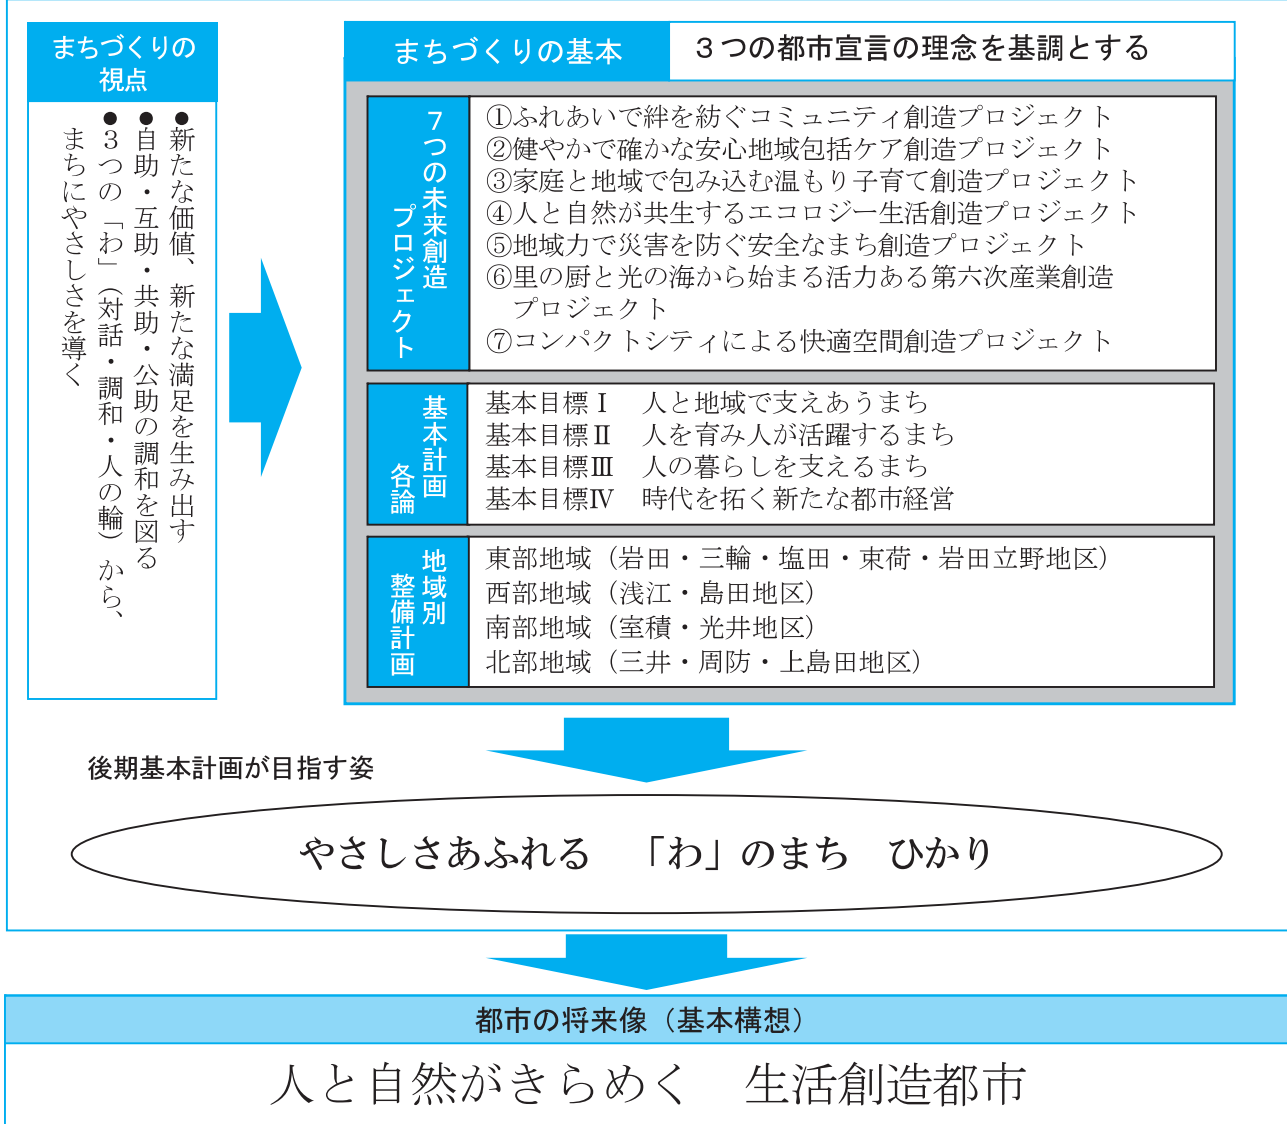 まちづくりの
視点
●新たな価値、新たな満足を生み出す
●自助・互助・共助・公助の調和を図る
●３つの「わ」（対話・調和・人の輪）から、
まちにやさしさを導く
まちづくりの基本
３つの都市宣言の理念を基調とする
７つの未来創造
プロジェクト
①ふれあいで絆を紡ぐコミュニティ創造プロジェクト
②健やかで確かな安心地域包括ケア創造プロジェクト
③家庭と地域で包み込む温もり子育て創造プロジェクト
④人と自然が共生するエコロジー生活創造プロジェクト
⑤地域力で災害を防ぐ安全なまち創造プロジェクト
⑥里の厨と光の海から始まる活力ある第六次産業創造
プロジェクト
⑦コンパクトシティによる快適空間創造プロジェクト
基本計画
各論
基本目標Ⅰ　人と地域で支えあうまち
基本目標Ⅱ　人を育み人が活躍するまち
基本目標Ⅲ　人の暮らしを支えるまち
基本目標Ⅳ　時代を拓く新たな都市経営
地域別
整備計画
東部地域（岩田・三輪・塩田・束荷・岩田立野地区）
西部地域（浅江・島田地区）
南部地域（室積・光井地区）
北部地域（三井・周防・上島田地区）
後期基本計画が目指す姿
やさしさあふれる　「わ」のまち　ひかり
都市の将来像（基本構想）
人と自然がきらめく　生活創造都市